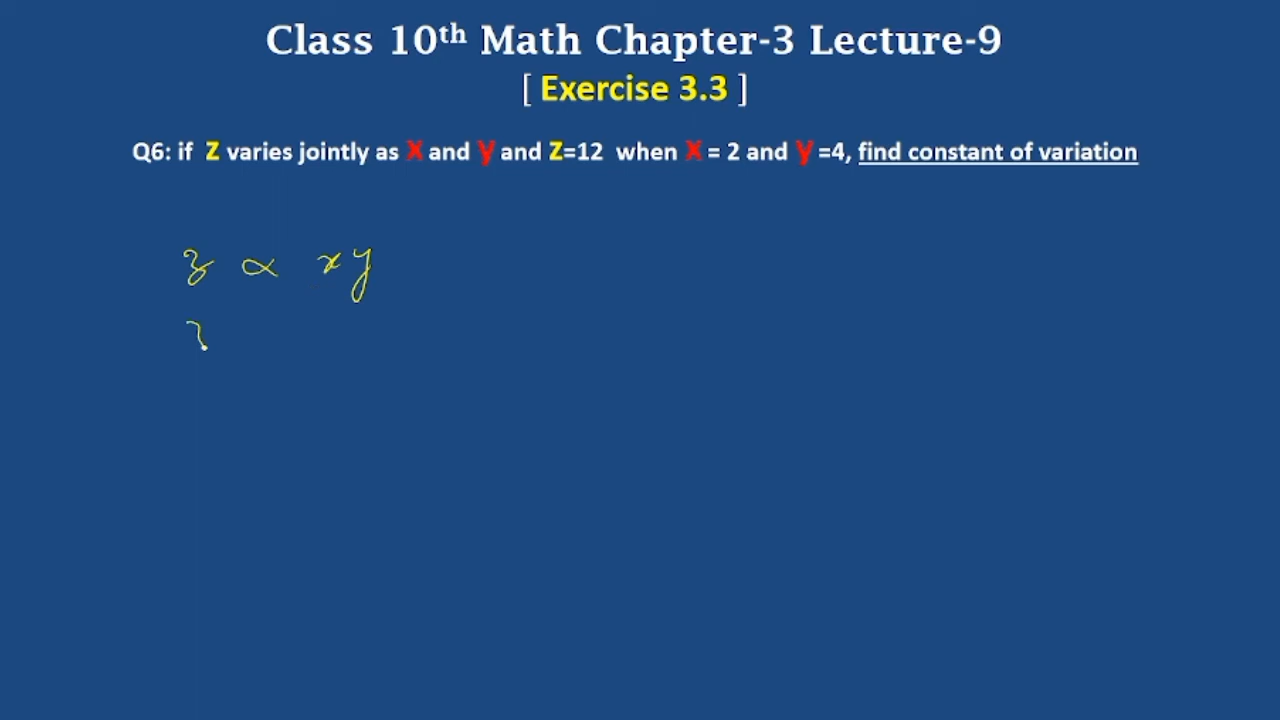 Class 10th Math Chapter-3 Lecture-9
[ Exercise 3.3 ]
Q6: if Z varies jointly as X and y and Z=12 when X = 2 and y =4, find constant of variation
z ∝ xy